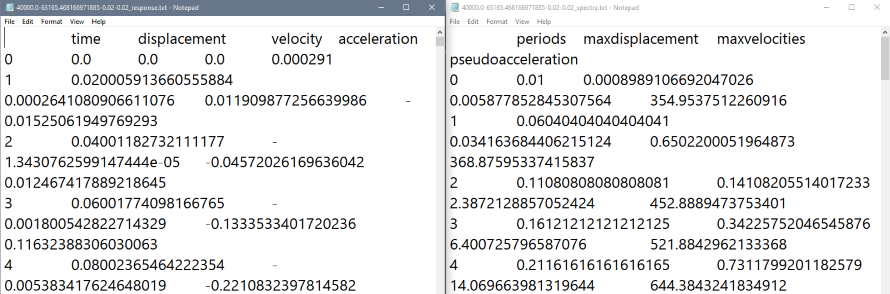 40000.0-63165.468166971885-0.02-0.02_response.txt - Notepad
File Edit Format View Help
time displacement velocity acceleration
0 0.0 0.0 0.0 0.000291
1 0.020005913660555884
0.0002641080906611076 0.011909877256639986 -
0.01525061949769293
2 0.04001182732111177 -
1.3430762599147444e-05 -0.04572026169636042
0.012467417889218645
3 0.06001774098166765 -
0.0018005428227​14329 -0.1333533401720236
0.11632388306030063
4 0.08002365464222354 -
0.005383417624648019 -0.2210832397814582
40000.0-63165.468166971885-0.02-0.02_spectra.txt - Notepad
File Edit Format View Help
periods maxdisplacement maxvelocities
pseudoacceleration
0 0.01 0.0008989106692047026
0.005877852845307564 354.9537512260916
1 0.06040404040404041
0.034163684406215124 0.6502200051964873
368.87595337415837
2 0.11080808080808081 0.14108205514017233
2.3872128857052424 452.8889473753401
3 0.16121212121212125 0.34225752046545876
6.400725796587076 521.8842962133368
4 0.21161616161616165 0.7311799201182579
14.069663981319644 644.3843241834912